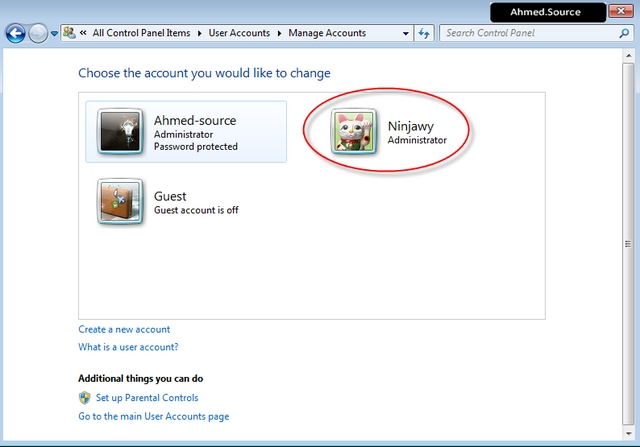 Ahmed.Source
« All Control Panel Items ▸ User Accounts ▸ Manage Accounts
Search Control Panel
Choose the account you would like to change
Ahmed-source
Administrator
Password protected
Ninjawy
Administrator
Guest
Guest account is off
Create a new account
What is a user account?
Additional things you can do
Set up Parental Controls
Go to the main User Accounts page